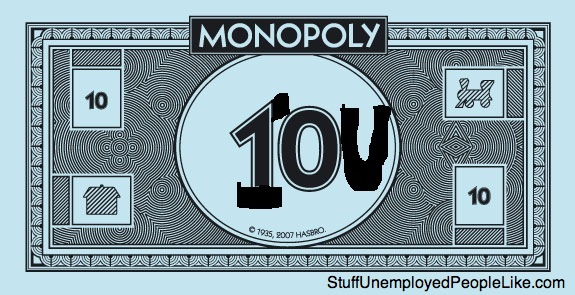 MONOPOLY
10
10U
10
© 1935, 2007 HASBRO.
StuffUnemployedPeopleLike.com